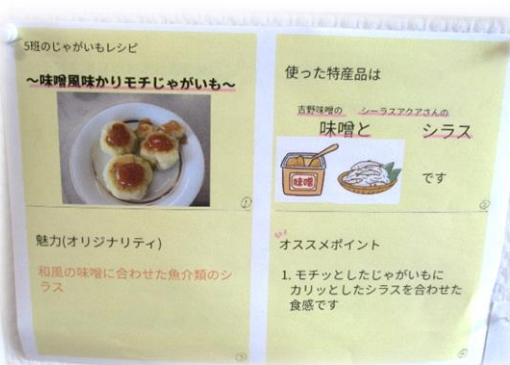 5班のじゃがいもレシピ
～味噌風味かりモチじゃがいも～
①
使った特産品は
吉野味噌の シーラスアクアさんの
味噌と シラス
味噌
です
②
魅力(オリジナリティ)
和風の味噌に合わせた魚介類のシ
ラス
③
オススメポイント
1. モチッとしたじゃがいもに
カリッとしたシラスを合わせた
食感です
④